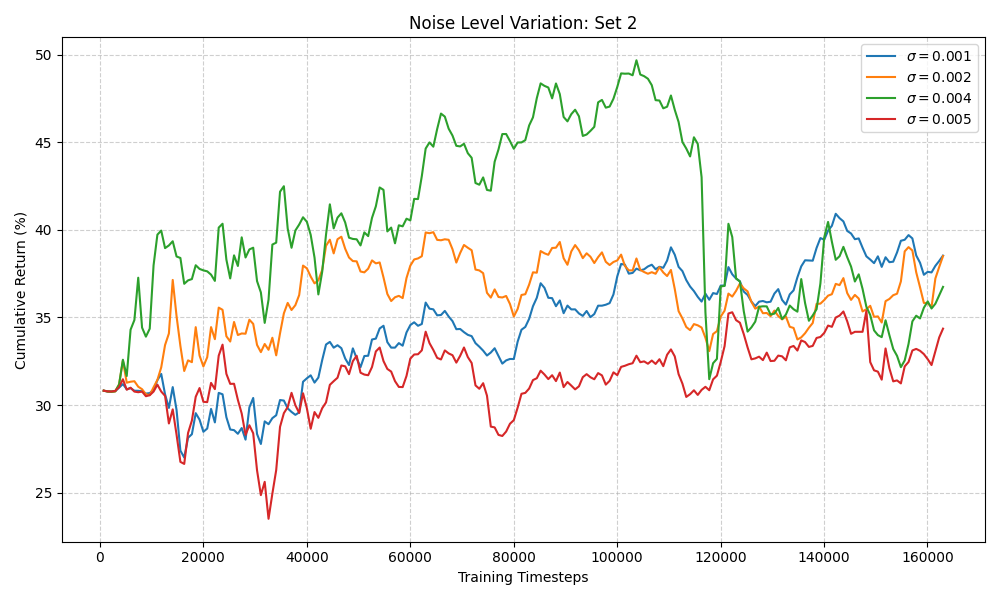 Noise Level Variation: Set 2
Cumulative Return (%)
50
45
40
35
30
25
σ = 0.001
σ = 0.002
σ = 0.004
σ = 0.005
0 20000 40000 60000 80000 100000 120000 140000 160000
Training Timesteps